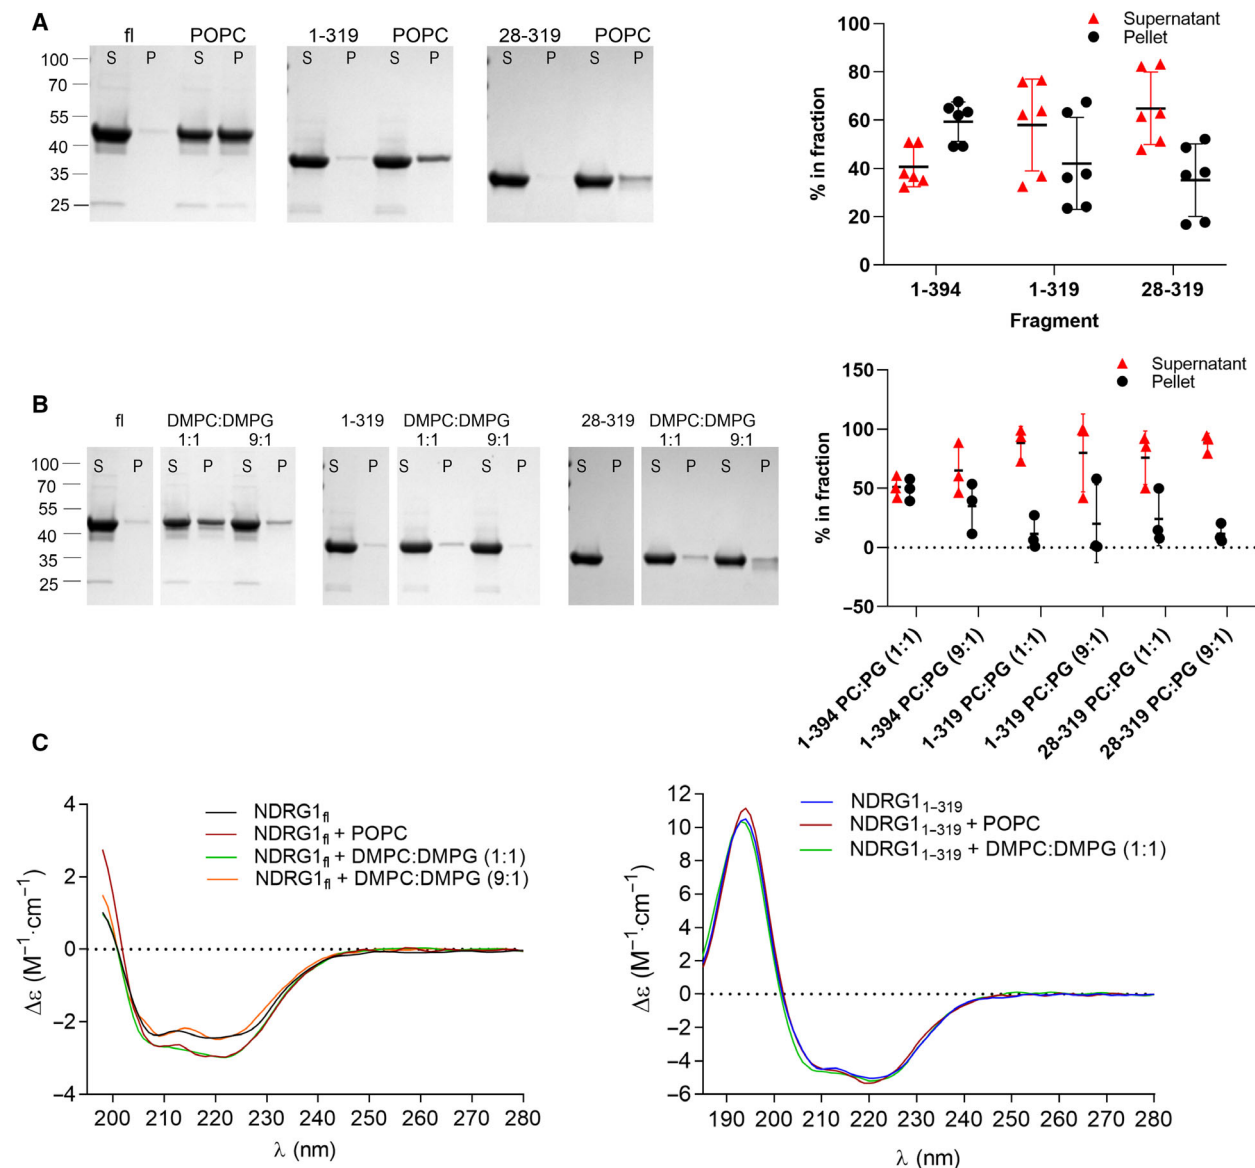 A
fl POPC 1-319 POPC 28-319 POPC
S P S P S P S P S P S P
100
70
55
40
35
25
100
80
60
40
20
0
% in fraction
Supernatant
Pellet
1-394 1-319 28-319
Fragment
B
fl DMPC:DMPG 1-319 DMPC:DMPG 28-319 DMPC:DMPG
1:1 9:1 1:1 9:1 1:1 9:1
S P S P S P S P S P S P S P S P S P
100
70
55
40
35
25
150
100
50
0
−50
% in fraction
Supernatant
Pellet
1-394 PC:PG (1:1)
1-394 PC:PG (9:1)
1-319 PC:PG (1:1)
1-319 PC:PG (9:1)
28-319 PC:PG (1:1)
28-319 PC:PG (9:1)
C
4
2
0
−2
−4
Δε (M−1·cm−1)
NDRG1fl
NDRG1fl + POPC
NDRG1fl + DMPC:DMPG (1:1)
NDRG1fl + DMPC:DMPG (9:1)
200 210 220 230 240 250 260 270 280
λ (nm)
12
10
8
6
4
2
0
−2
−4
−6
Δε (M−1·cm−1)
NDRG11–319
NDRG11–319 + POPC
NDRG11–319 + DMPC:DMPG (1:1)
190 200 210 220 230 240 250 260 270 280
λ (nm)